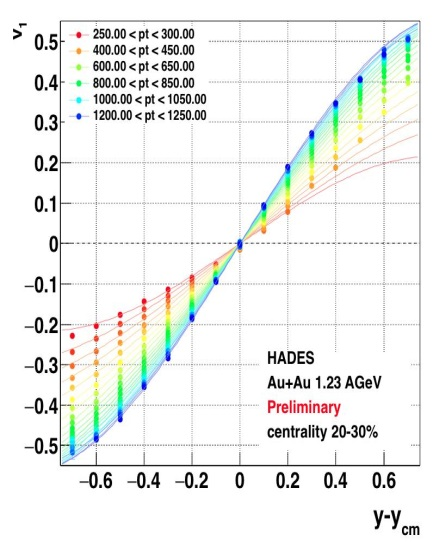 v1
250.00 < pt < 300.00
400.00 < pt < 450.00
600.00 < pt < 650.00
800.00 < pt < 850.00
1000.00 < pt < 1050.00
1200.00 < pt < 1250.00
0.5
0.4
0.3
0.2
0.1
0
−0.1
−0.2
−0.3
−0.4
−0.5
HADES
Au+Au 1.23 AGeV
Preliminary
centrality 20-30%
−0.6 −0.4 −0.2 0 0.2 0.4 0.6
y-ycm